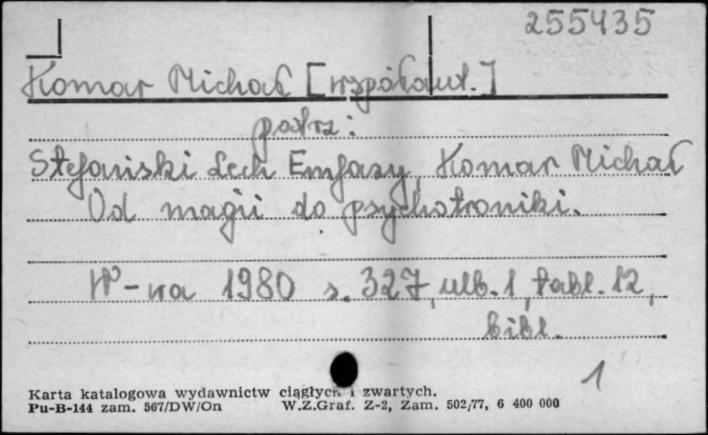 255435
Komar Michał [współaut.]
patrz:
Stefański Lech Emfazy, Komar Michał
Od magii do psychotroniki.
W-wa 1980 s. 327, ulb. 1, tabl. 12,
bibl.
1
Karta katalogowa wydawnictw ciągłych i zwartych.
Pu-B-144 zam. 567/DW/On W.Z.Graf. Z-2, Zam. 502/77, 6 400 000